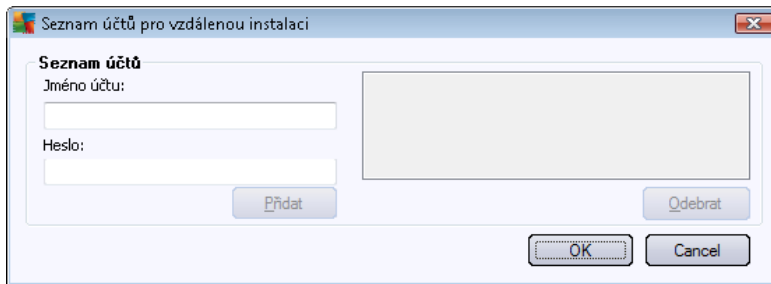 Seznam účtů pro vzdálenou instalaci
Seznam účtů
Jméno účtu:
Heslo:
Přidat
Odebrat
OK
Cancel